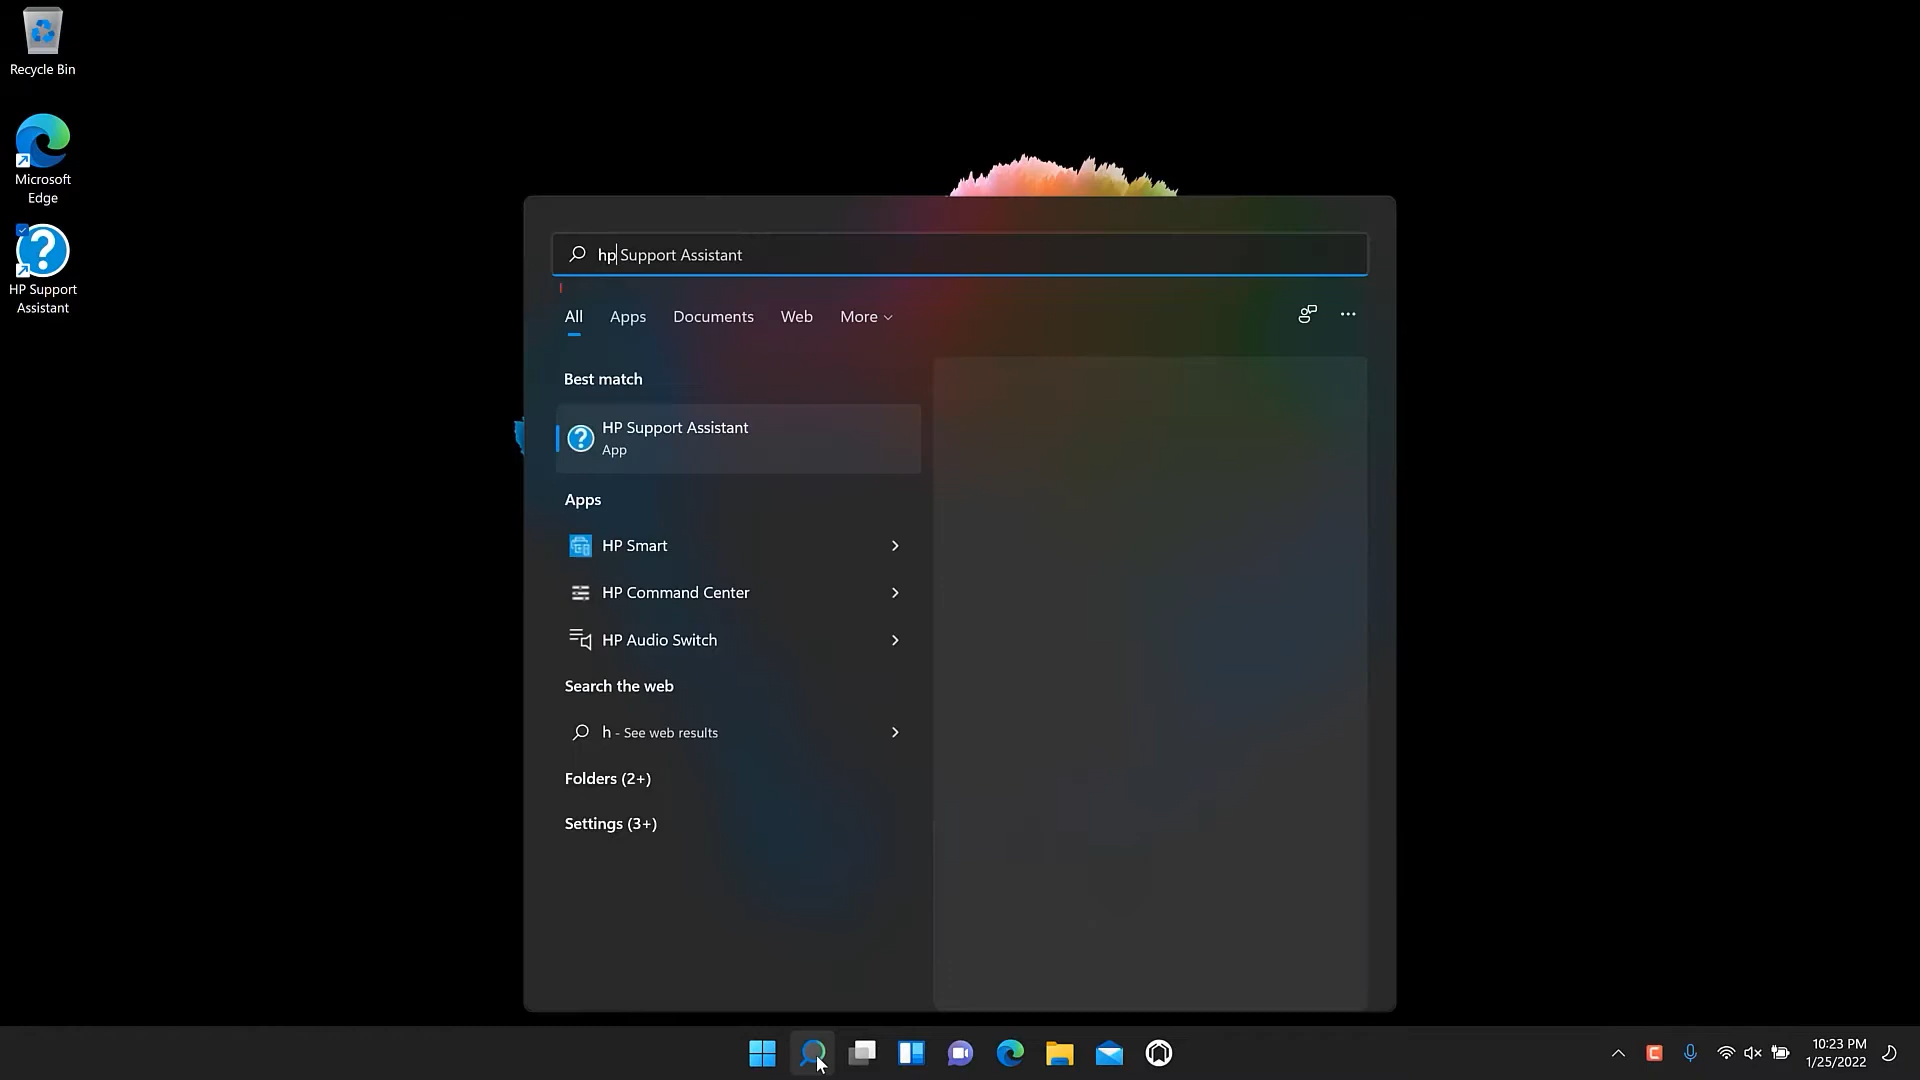 Recycle Bin
Microsoft
Edge
HP Support
Assistant
hp Support Assistant
All Apps Documents Web More
Best match
HP Support Assistant
App
Apps
HP Smart
HP Command Center
HP Audio Switch
Search the web
h - See web results
Folders (2+)
Settings (3+)
10:23 PM
1/25/2022